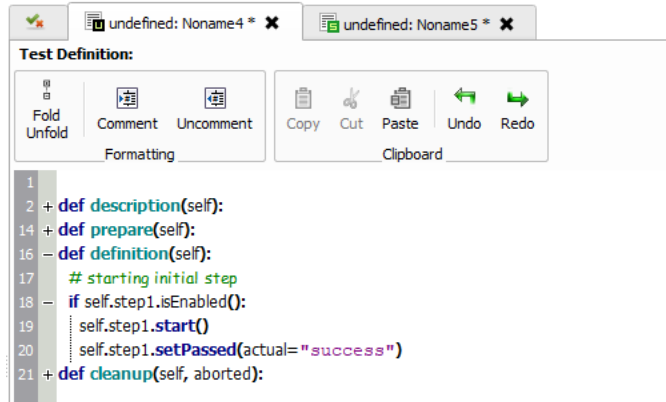 undefined: Noname4 * ✖ undefined: Noname5 * ✖
Test Definition:
Fold Unfold Comment Uncomment Copy Cut Paste Undo Redo
Formatting Clipboard
1
2 + def description(self):
14 + def prepare(self):
16 – def definition(self):
17 # starting initial step
18 – if self.step1.isEnabled():
19 self.step1.start()
20 self.step1.setPassed(actual="success")
21 + def cleanup(self, aborted):